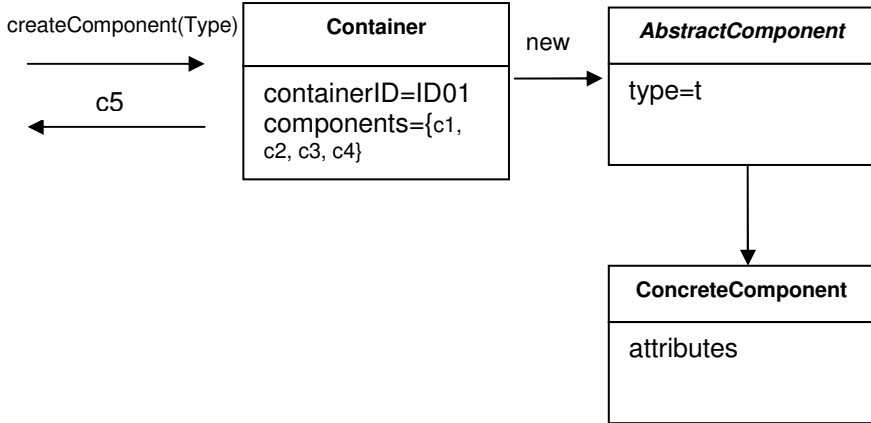 createComponent(Type)
c5
Container
containerID=ID01
components={c1,
c2, c3, c4}
new
AbstractComponent
type=t
ConcreteComponent
attributes